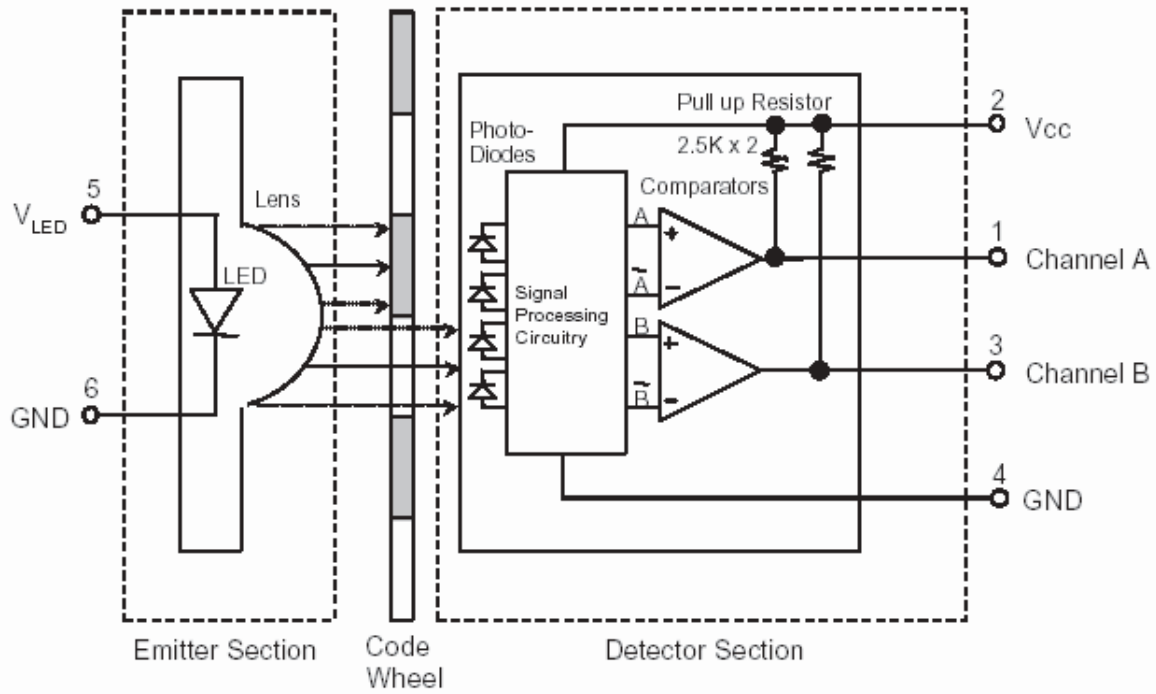 5
V_LED
6
GND
Lens
LED
Emitter Section
Code
Wheel
Photo-
Diodes
Signal
Processing
Circuitry
Pull up Resistor
2.5K x 2
Comparators
A
+
~
A
−
B
+
~
B
−
2
Vcc
1
Channel A
3
Channel B
4
GND
Detector Section